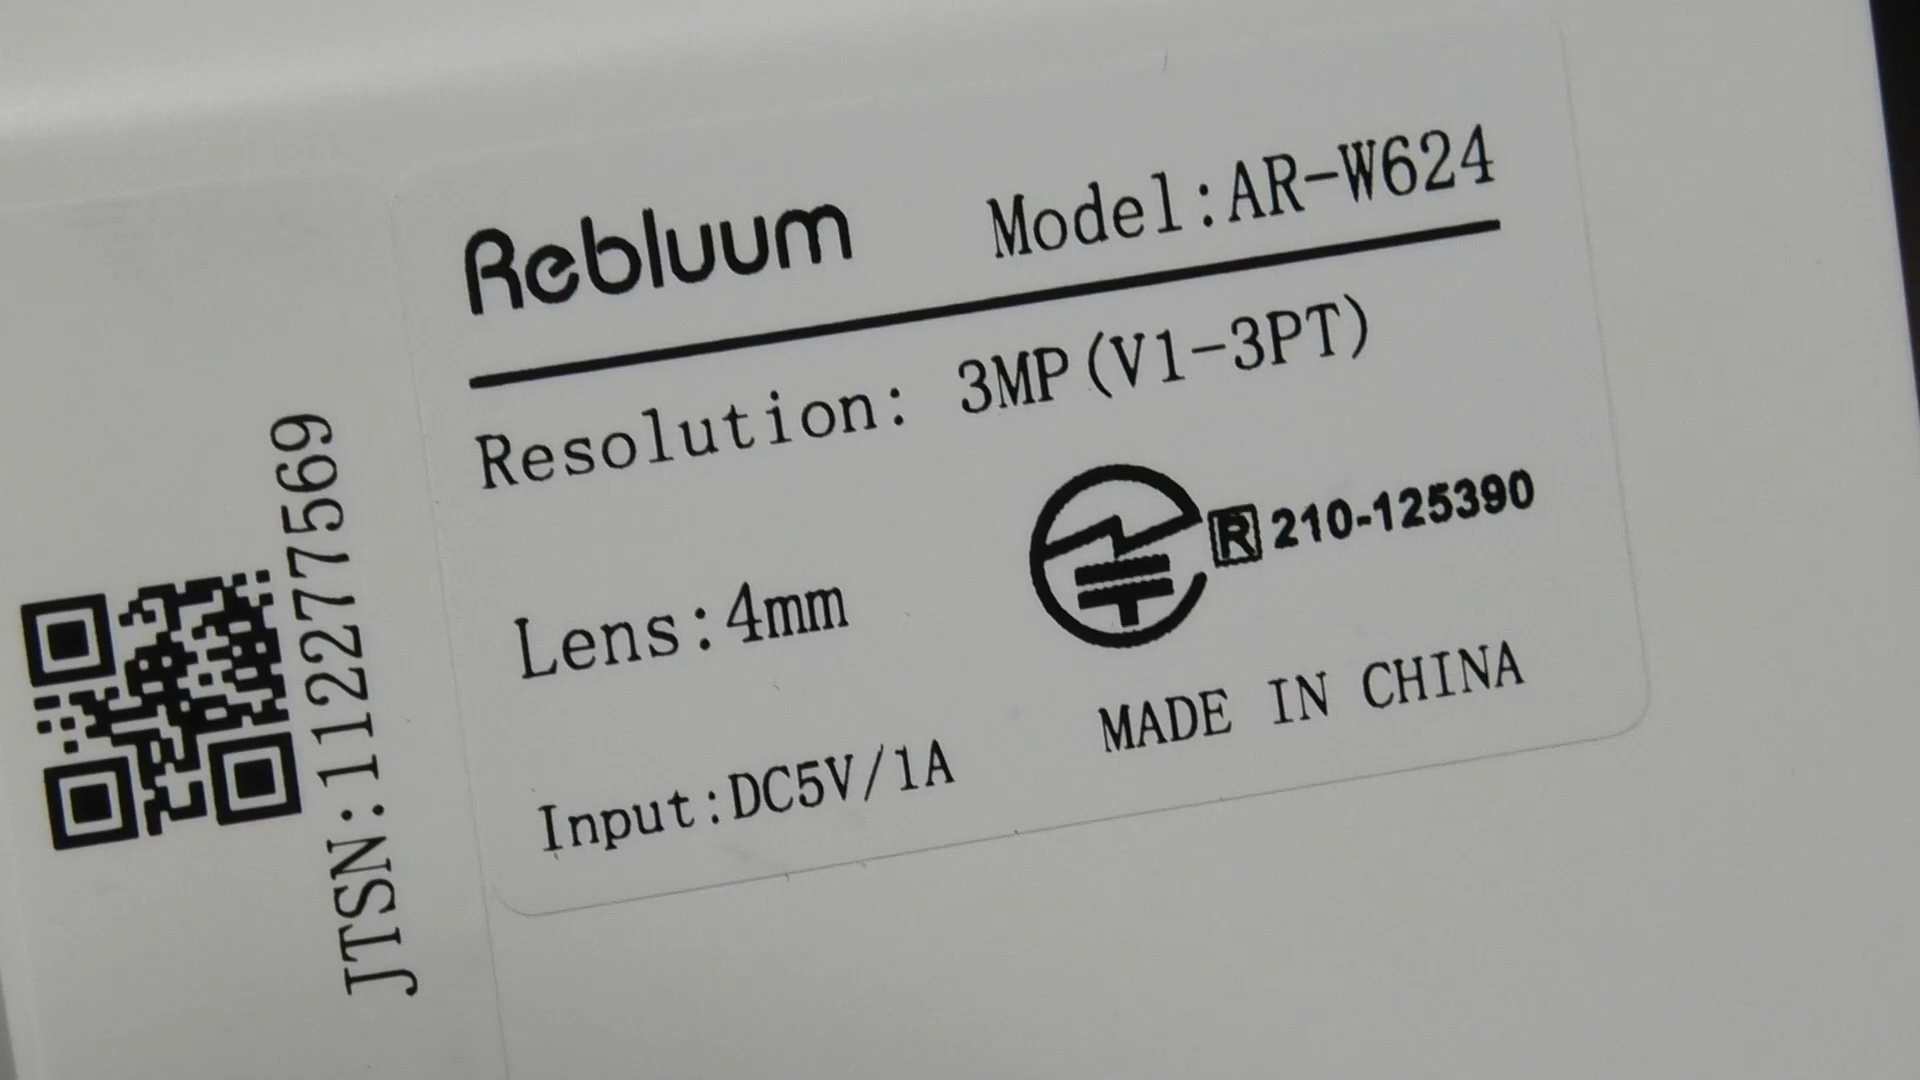 Rebluum Model:AR-W624
Resolution: 3MP(V1-3PT)
R 210-125390
Lens:4mm
MADE IN CHINA
Input:DC5V/1A
JTSN:1122777569